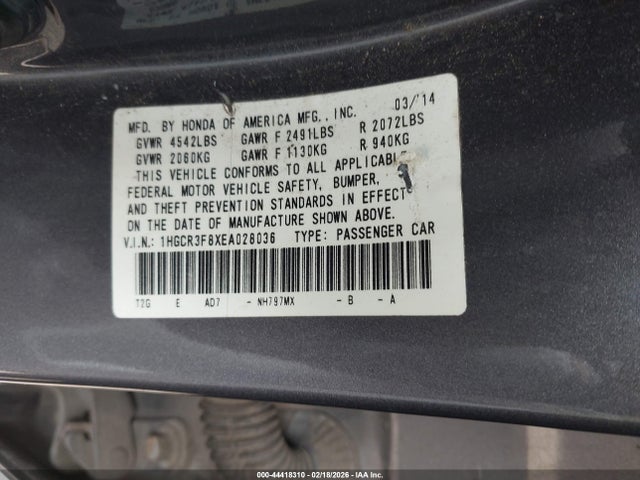 MFD. BY HONDA OF AMERICA MFG., INC. 03/'14
GVWR 4542LBS GAWR F 2491LBS R 2072LBS
GVWR 2060KG GAWR F 1130KG R 940KG
THIS VEHICLE CONFORMS TO ALL APPLICABLE
FEDERAL MOTOR VEHICLE SAFETY, BUMPER,
AND THEFT PREVENTION STANDARDS IN EFFECT
ON THE DATE OF MANUFACTURE SHOWN ABOVE.
V.I.N.: 1HGCR3F8XEA028036 TYPE: PASSENGER CAR
T2G E AD7 - NH797MX - B - A
000-44418310 - 02/18/2026 - IAA Inc.